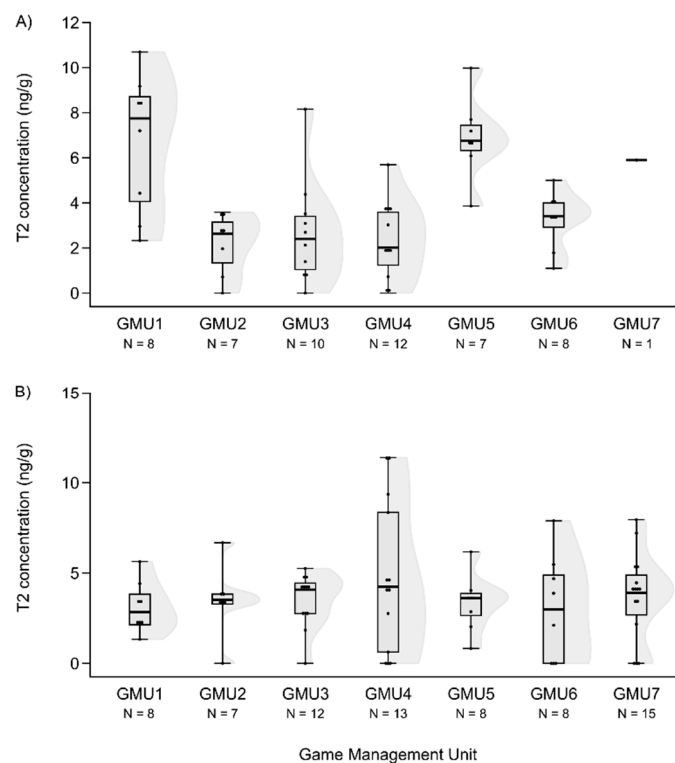 A)
T2 concentration (ng/g)
12
10
8
6
4
2
0
GMU1 GMU2 GMU3 GMU4 GMU5 GMU6 GMU7
N = 8 N = 7 N = 10 N = 12 N = 7 N = 8 N = 1
B)
T2 concentration (ng/g)
15
10
5
0
GMU1 GMU2 GMU3 GMU4 GMU5 GMU6 GMU7
N = 8 N = 7 N = 12 N = 13 N = 8 N = 8 N = 15
Game Management Unit